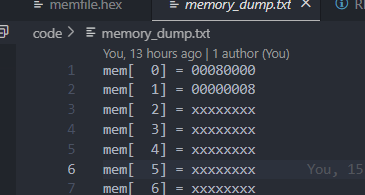 memfile.hex
memory_dump.txt
code > memory_dump.txt
You, 13 hours ago | 1 author (You)
1 mem[  0] = 00080000
2 mem[  1] = 00000008
3 mem[  2] = xxxxxxxx
4 mem[  3] = xxxxxxxx
5 mem[  4] = xxxxxxxx
6 mem[  5] = xxxxxxxx You, 15
7 mem[  6] = xxxxxxxx